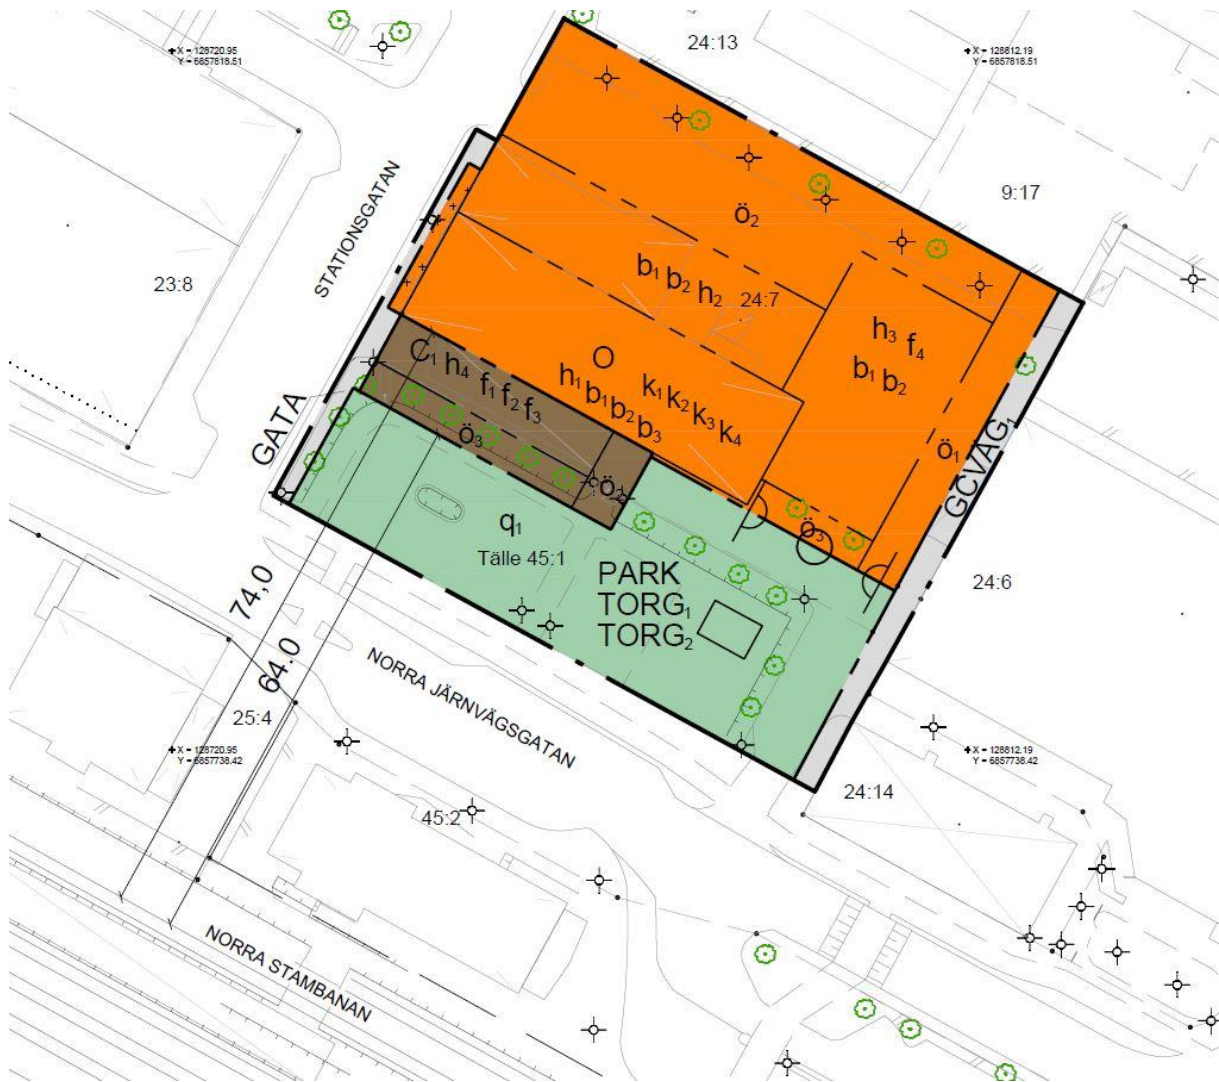 24:13
X = 128720.95
Y = 6857818.51
X = 128812.19
Y = 6857818.51
9:17
STATIONSGATAN
23:8
ö₂
b₁ b₂ h₂
24:7
h₃ f₄
b₁ b₂
C₁ h₄ f₁ f₂ f₃
O
h₁ b₁ b₂ b₃
k₁ k₂ k₃ k₄
GATA
ö₃
ö₂
ö₁
GCVÄG₁
ö₃
q₁
Tälle 45:1
PARK
TORG₁
TORG₂
24:6
74,0
64.0
NORRA JÄRNVÄGSGATAN
25:4
X = 128720.95
Y = 6857738.42
X = 128812.19
Y = 6857738.42
24:14
45:2
NORRA STAMBANAN